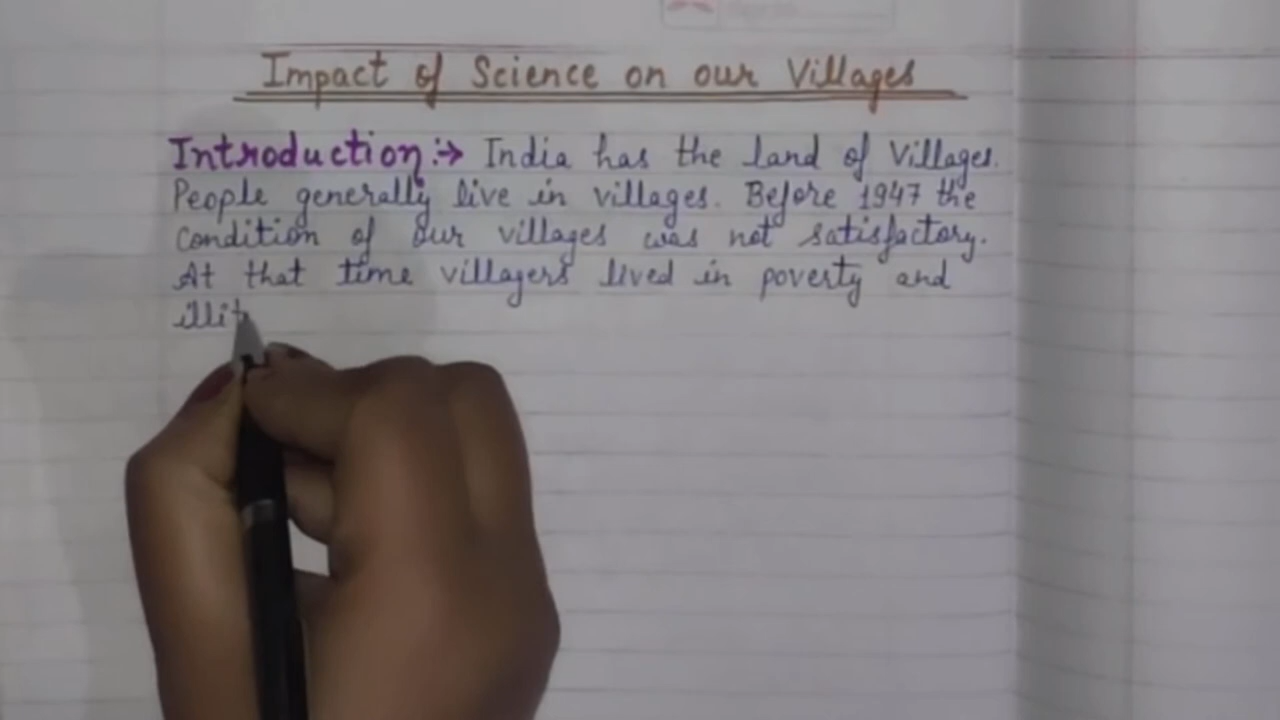 Impact of Science on our Villages
Introduction:→ India has the land of Villages.
People generally live in villages. Before 1947 the
condition of our villages was not satisfactory.
At that time villagers lived in poverty and
illit